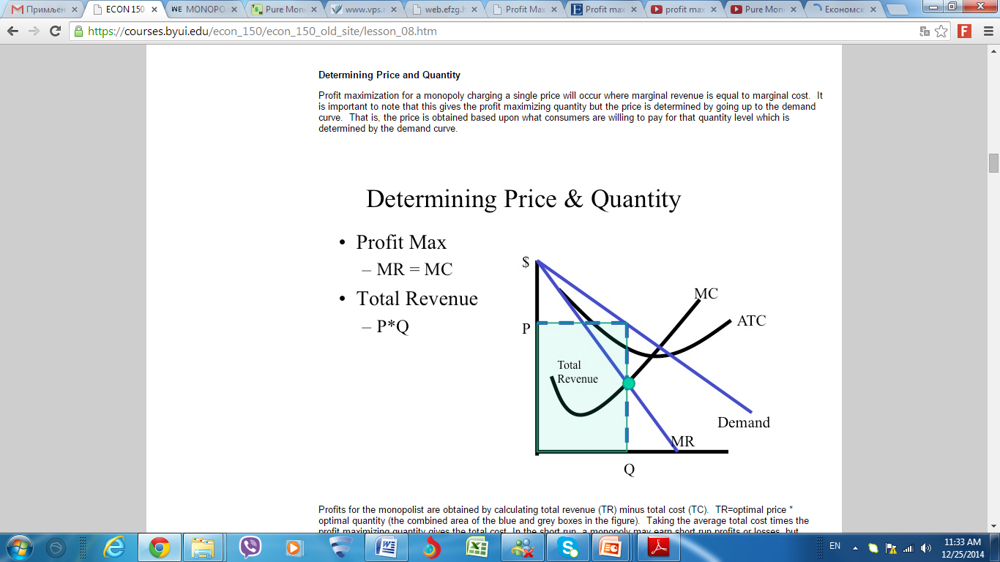 Примљен
ECON 150
WE MONOPO
Pure Mon
www.vps.r
web.efzg.h
Profit Max
Profit max
profit max
Pure Mon
Економск
https://courses.byui.edu/econ_150/econ_150_old_site/lesson_08.htm
Determining Price and Quantity
Profit maximization for a monopoly charging a single price will occur where marginal revenue is equal to marginal cost. It
is important to note that this gives the profit maximizing quantity but the price is determined by going up to the demand
curve. That is, the price is obtained based upon what consumers are willing to pay for that quantity level which is
determined by the demand curve.
Determining Price & Quantity
• Profit Max
– MR = MC
• Total Revenue
– P*Q
$
MC
ATC
P
Total
Revenue
Demand
MR
Q
Profits for the monopolist are obtained by calculating total revenue (TR) minus total cost (TC). TR=optimal price *
optimal quantity (the combined area of the blue and grey boxes in the figure). Taking the average total cost times the
profit maximizing quantity gives the total cost. In the short run, a monopoly may earn short run profits or losses, but
EN
11:33 AM
12/25/2014